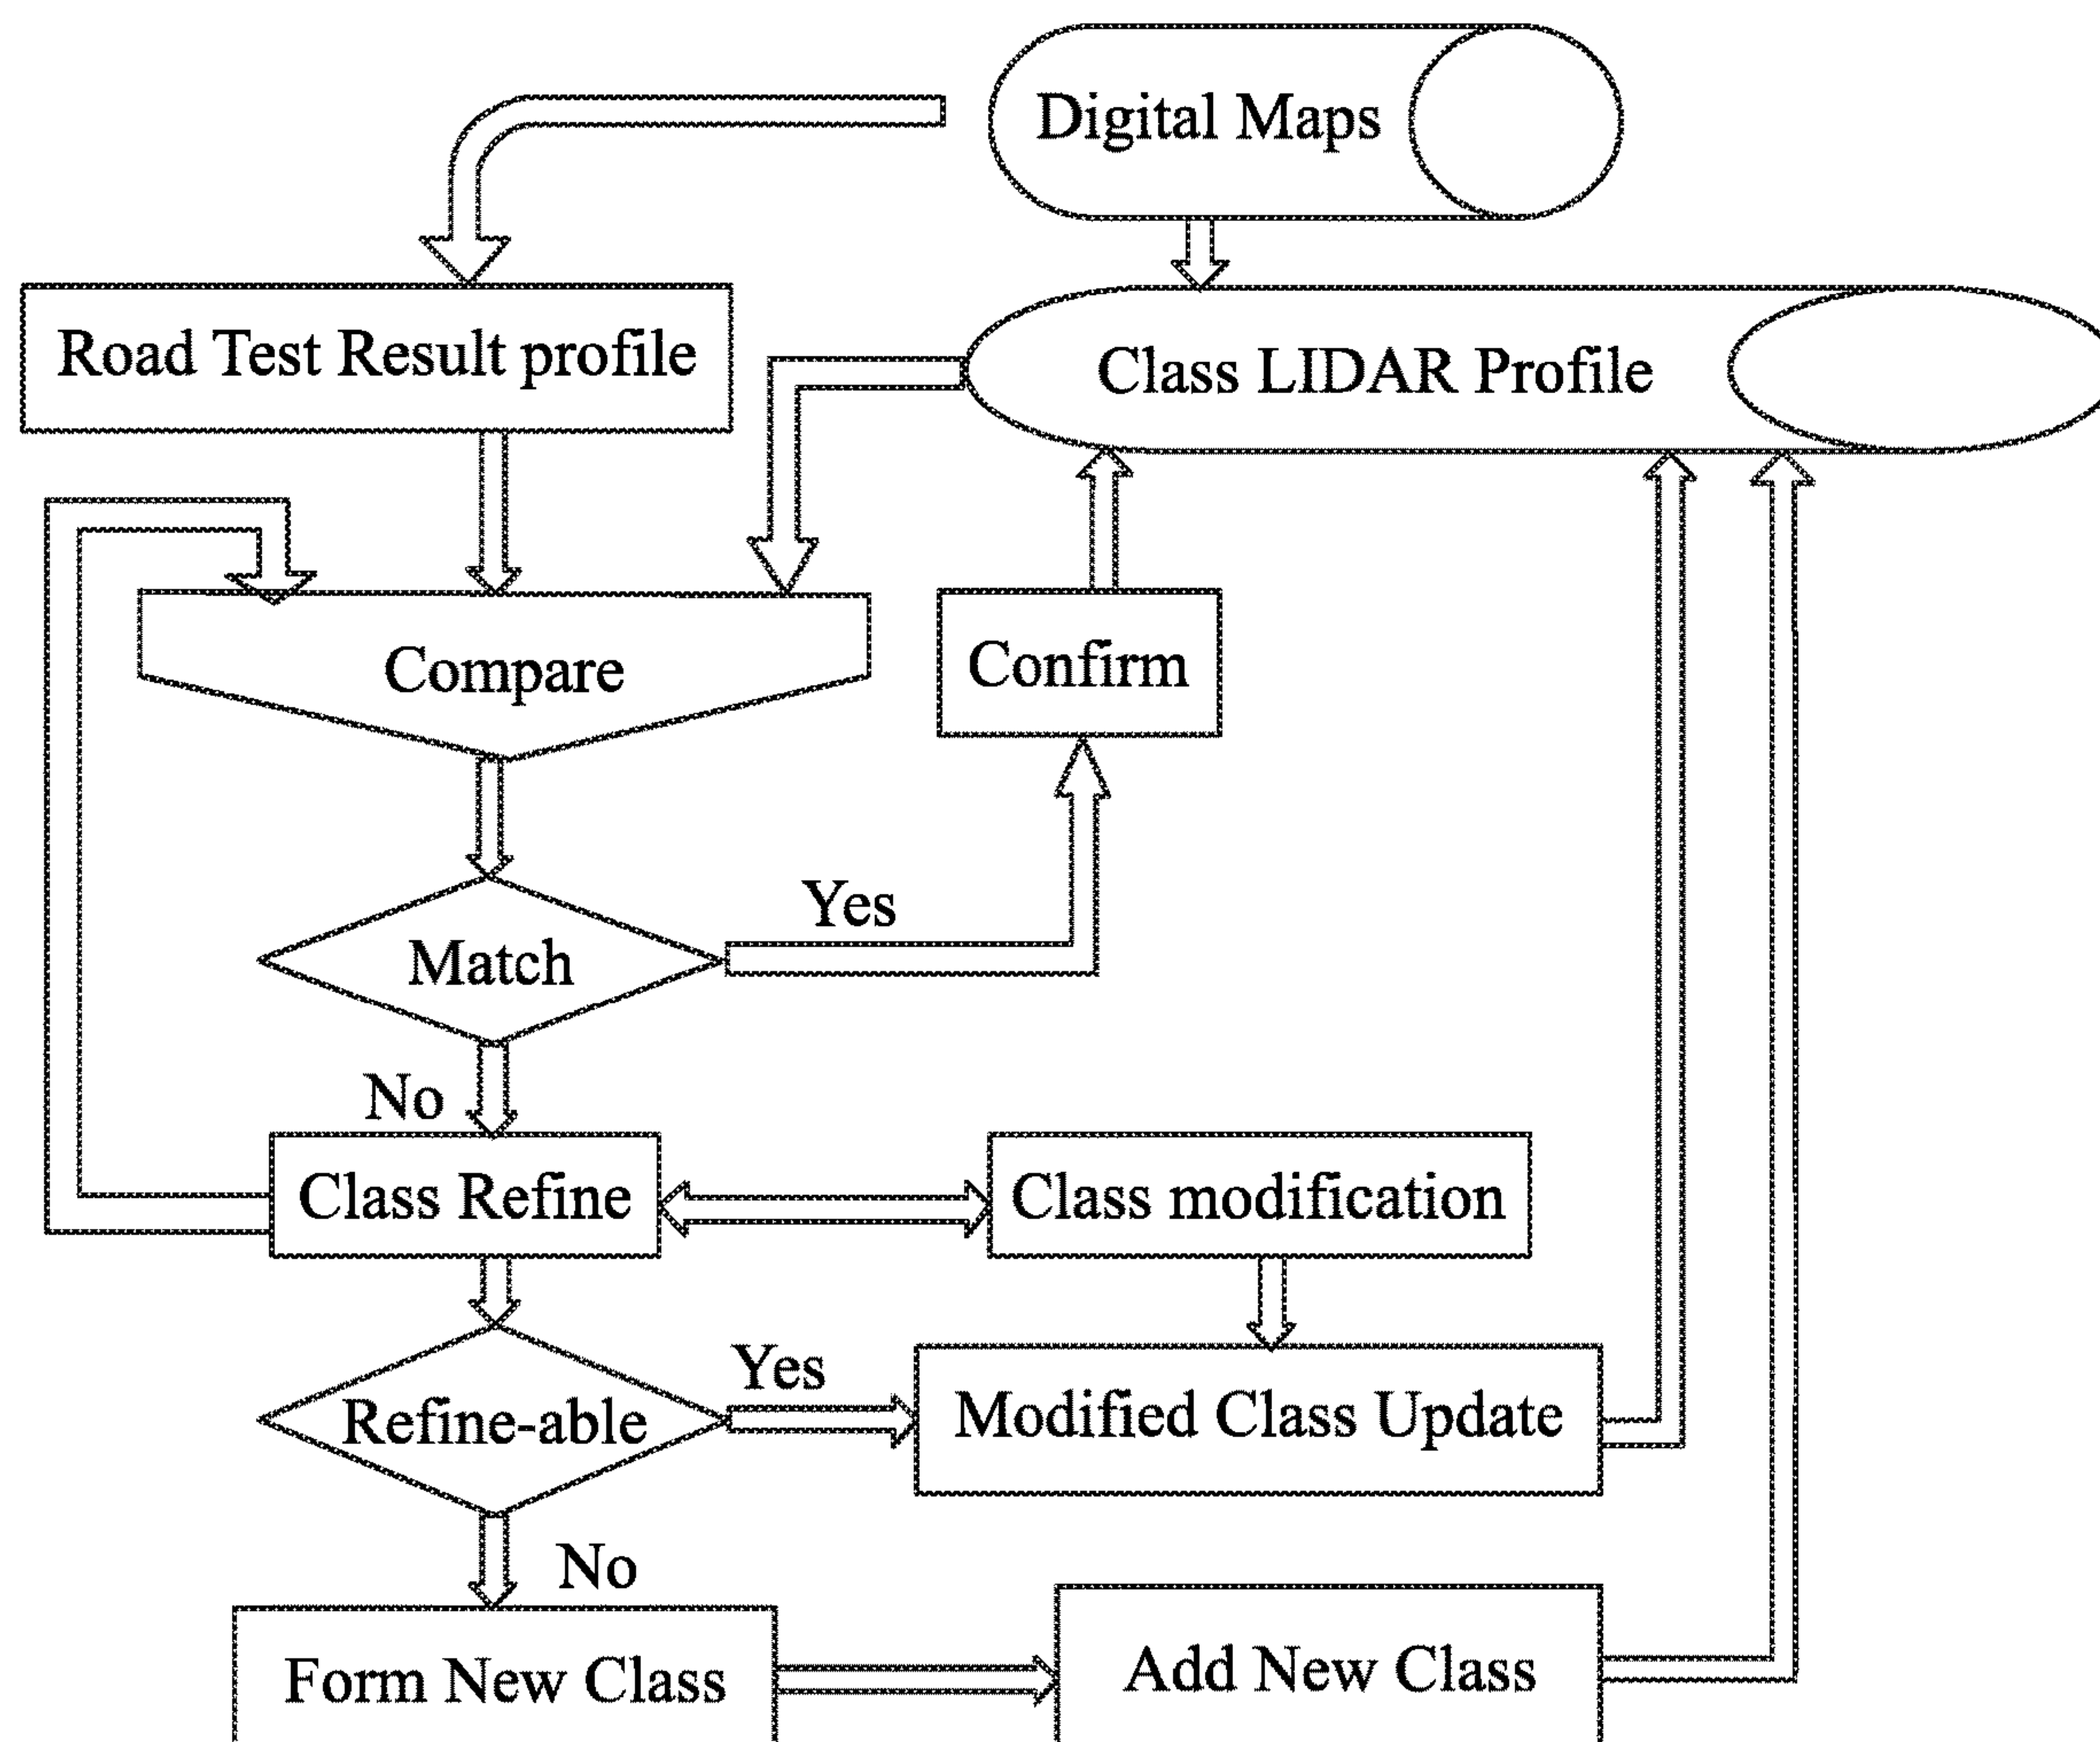 Digital Maps
Road Test Result profile
Class LIDAR Profile
Compare
Confirm
Yes
Match
No
Class Refine
Class modification
Yes
Refine-able
Modified Class Update
No
Form New Class
Add New Class